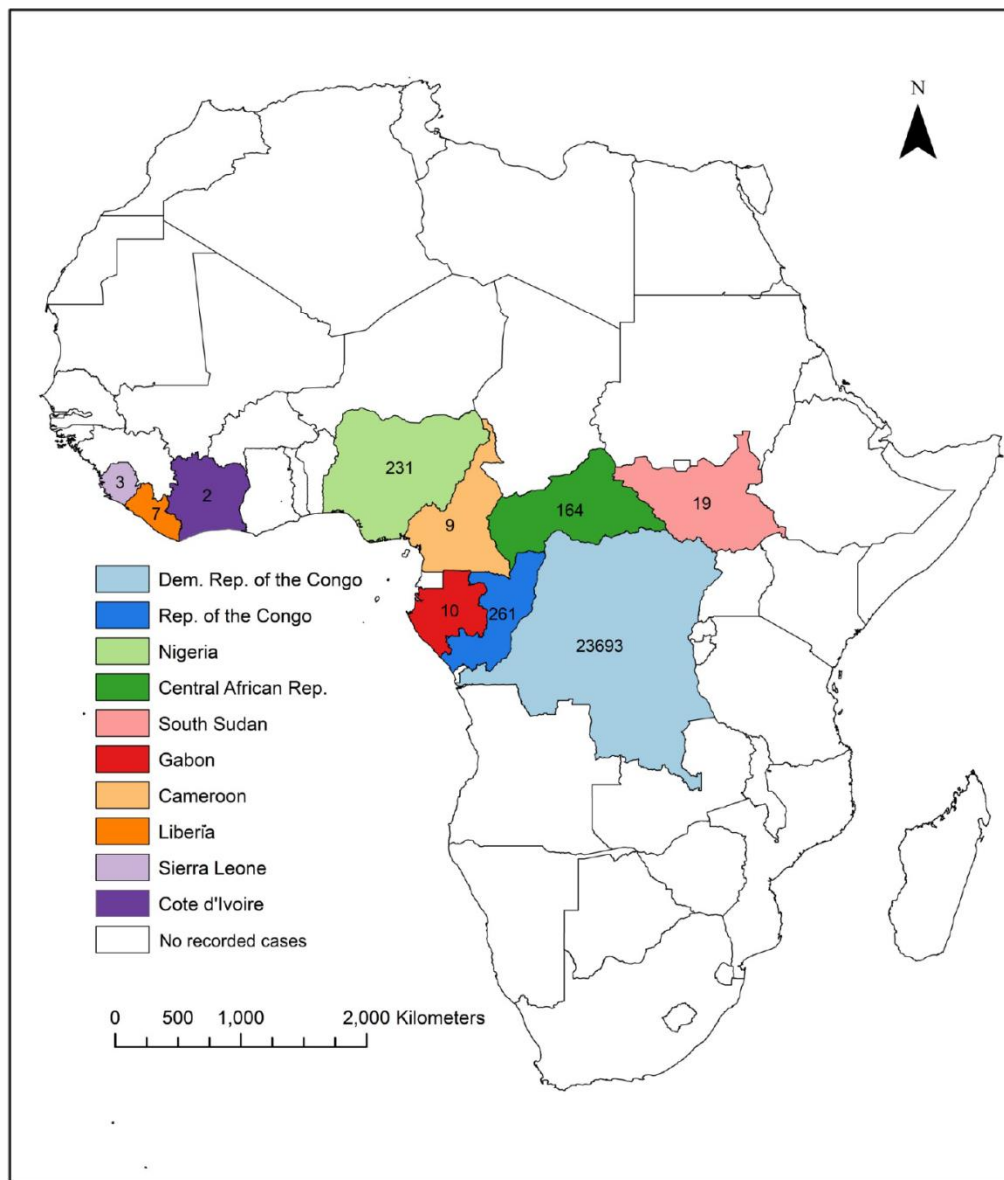 N
231
3
7
2
9
164
19
10
261
23693
Dem. Rep. of the Congo
Rep. of the Congo
Nigeria
Central African Rep.
South Sudan
Gabon
Cameroon
Liberia
Sierra Leone
Cote d'Ivoire
No recorded cases
0 500 1,000 2,000 Kilometers